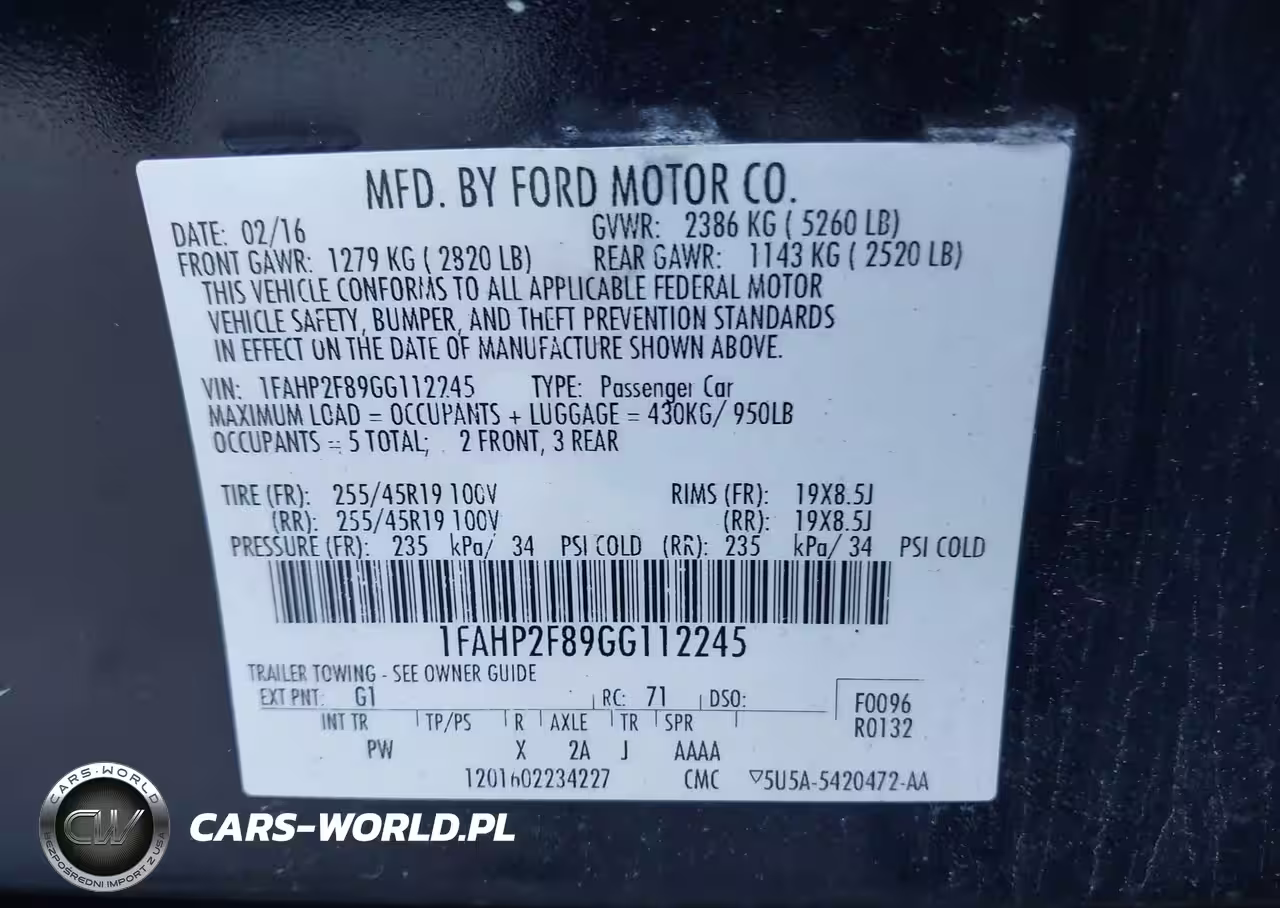 MFD. BY FORD MOTOR CO.
DATE: 02/16 GVWR: 2386 KG ( 5260 LB)
FRONT GAWR: 1279 KG ( 2820 LB) REAR GAWR: 1143 KG ( 2520 LB)
THIS VEHICLE CONFORMS TO ALL APPLICABLE FEDERAL MOTOR
VEHICLE SAFETY, BUMPER, AND THEFT PREVENTION STANDARDS
IN EFFECT ON THE DATE OF MANUFACTURE SHOWN ABOVE.
VIN: 1FAHP2F89GG112245 TYPE: Passenger Car
MAXIMUM LOAD = OCCUPANTS + LUGGAGE = 430KG/ 950LB
OCCUPANTS = 5 TOTAL; 2 FRONT, 3 REAR
TIRE (FR): 255/45R19 100V RIMS (FR): 19X8.5J
(RR): 255/45R19 100V (RR): 19X8.5J
PRESSURE (FR): 235 kPa/ 34 PSI COLD (RR): 235 kPa/ 34 PSI COLD
1FAHP2F89GG112245
TRAILER TOWING - SEE OWNER GUIDE
EXT PNT: G1 RC: 71 DSO: F0096
INT TR TP/PS R AXLE TR SPR R0132
PW X 2A J AAAA
1201602234227 CMC ▽5U5A-5420472-AA
CARS-WORLD
CW
BEZPOŚREDNI IMPORT Z USA
CARS-WORLD.PL